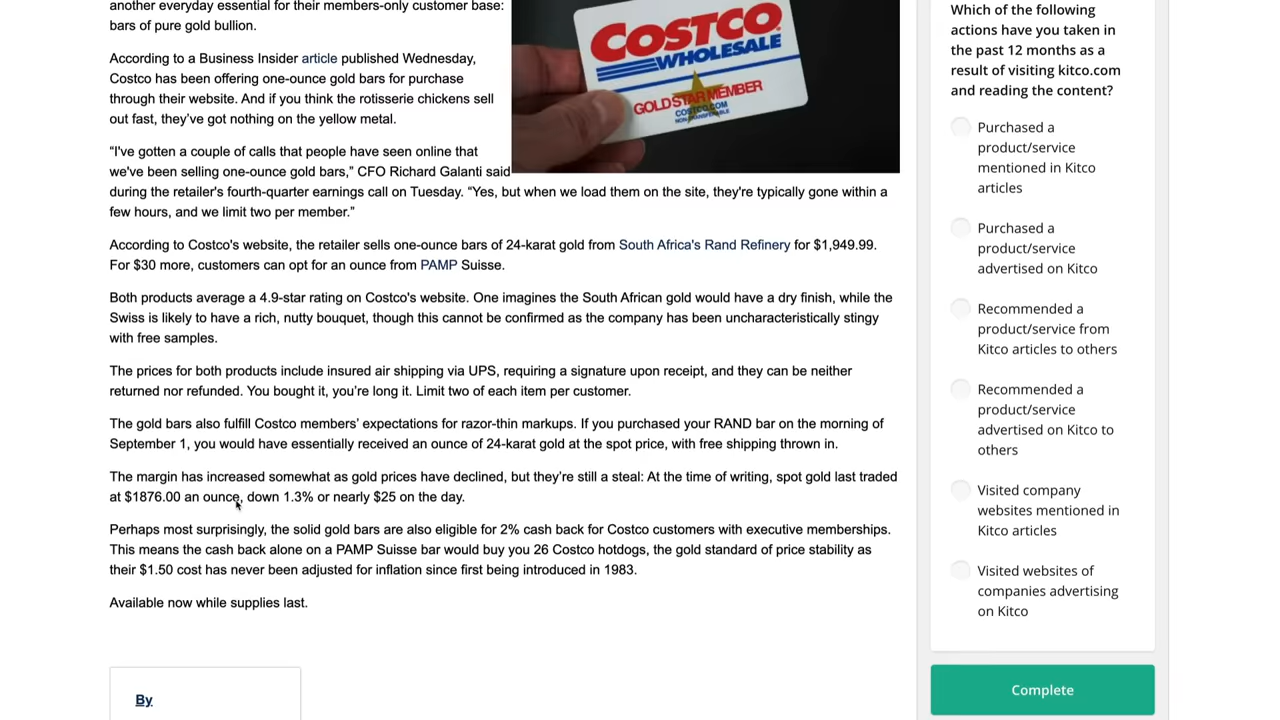 another everyday essential for their members-only customer base:
bars of pure gold bullion.
According to a Business Insider article published Wednesday,
Costco has been offering one-ounce gold bars for purchase
through their website. And if you think the rotisserie chickens sell
out fast, they've got nothing on the yellow metal.
“I've gotten a couple of calls that people have seen online that
we've been selling one-ounce gold bars,” CFO Richard Galanti said
during the retailer's fourth-quarter earnings call on Tuesday. “Yes, but when we load them on the site, they're typically gone within a
few hours, and we limit two per member.”
According to Costco's website, the retailer sells one-ounce bars of 24-karat gold from South Africa's Rand Refinery for $1,949.99.
For $30 more, customers can opt for an ounce from PAMP Suisse.
Both products average a 4.9-star rating on Costco's website. One imagines the South African gold would have a dry finish, while the
Swiss is likely to have a rich, nutty bouquet, though this cannot be confirmed as the company has been uncharacteristically stingy
with free samples.
The prices for both products include insured air shipping via UPS, requiring a signature upon receipt, and they can be neither
returned nor refunded. You bought it, you're long it. Limit two of each item per customer.
The gold bars also fulfill Costco members' expectations for razor-thin markups. If you purchased your RAND bar on the morning of
September 1, you would have essentially received an ounce of 24-karat gold at the spot price, with free shipping thrown in.
The margin has increased somewhat as gold prices have declined, but they're still a steal: At the time of writing, spot gold last traded
at $1876.00 an ounce, down 1.3% or nearly $25 on the day.
Perhaps most surprisingly, the solid gold bars are also eligible for 2% cash back for Costco customers with executive memberships.
This means the cash back alone on a PAMP Suisse bar would buy you 26 Costco hotdogs, the gold standard of price stability as
their $1.50 cost has never been adjusted for inflation since first being introduced in 1983.
Available now while supplies last.
By
COSTCO
WHOLESALE
GOLD STAR MEMBER
COSTCO.COM
NON-TRANSFERABLE
Which of the following
actions have you taken in
the past 12 months as a
result of visiting kitco.com
and reading the content?
Purchased a
product/service
mentioned in Kitco
articles
Purchased a
product/service
advertised on Kitco
Recommended a
product/service from
Kitco articles to others
Recommended a
product/service
advertised on Kitco to
others
Visited company
websites mentioned in
Kitco articles
Visited websites of
companies advertising
on Kitco
Complete